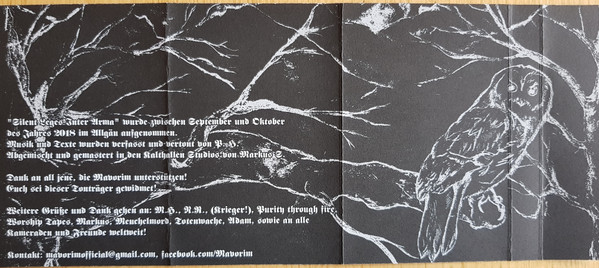 "Silent Leges Inter Arma" wurde zwischen September und Oktober
des Jahres 2018 im Allgäu aufgenommen.
Musik und Texte wurden verfasst und vertont von P. H.
Abgemischt und gemastert in den Kalthallen Studios von Markus S.
Dank an all jene, die Mavorim unterstützen!
Euch sei dieser Tonträger gewidmet!
Weitere Grüße und Dank gehen an: M.H., N.R., (Krieger!), Purity through fire,
Worship Tapes, Markus, Meuchelmord, Totenwache, Adam, sowie an alle
Kameraden und Freunde weltweit!
Kontakt: mavorimofficial@gmail.com, facebook.com/Mavorim